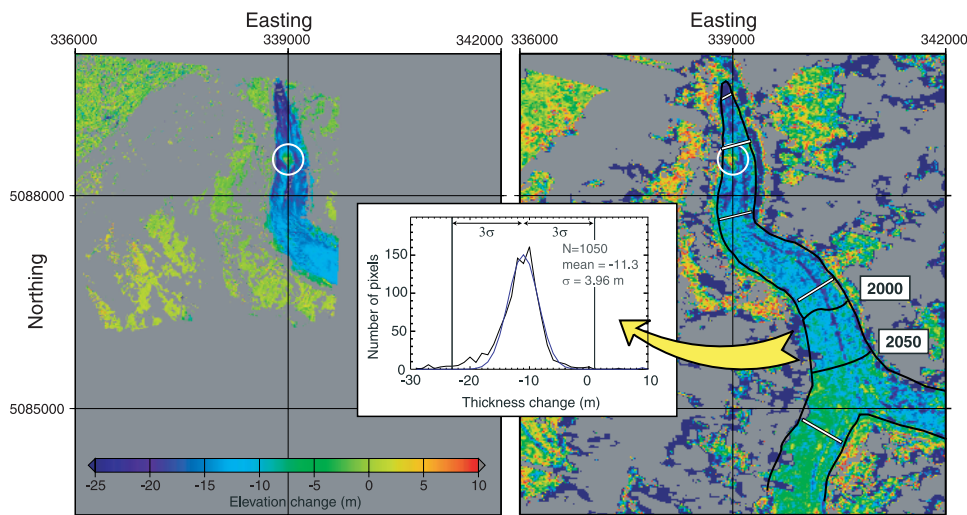 Easting
Easting
336000 339000 342000
336000 339000 342000
Northing
5088000
5085000
2000
2050
3σ 3σ
N=1050
mean = -11.3
σ = 3.96 m
Number of pixels
150
100
50
0
-30 -20 -10 0 10
Thickness change (m)
-25 -20 -15 -10 -5 0 5 10
Elevation change (m)